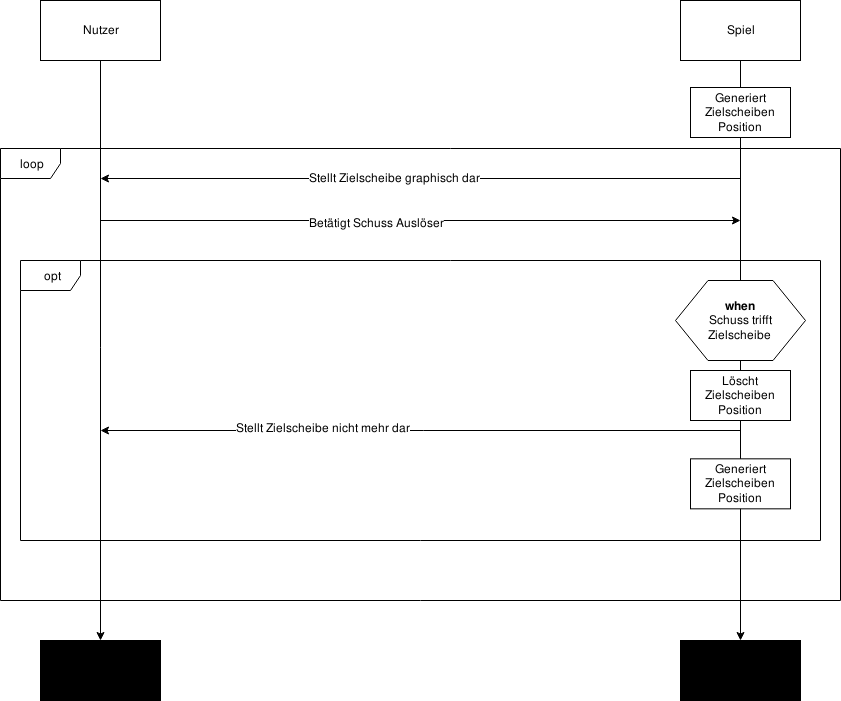 Nutzer
Spiel
Generiert
Zielscheiben
Position
loop
Stellt Zielscheibe graphisch dar
Betätigt Schuss Auslöser
opt
when
Schuss trifft
Zielscheibe
Löscht
Zielscheiben
Position
Stellt Zielscheibe nicht mehr dar
Generiert
Zielscheiben
Position